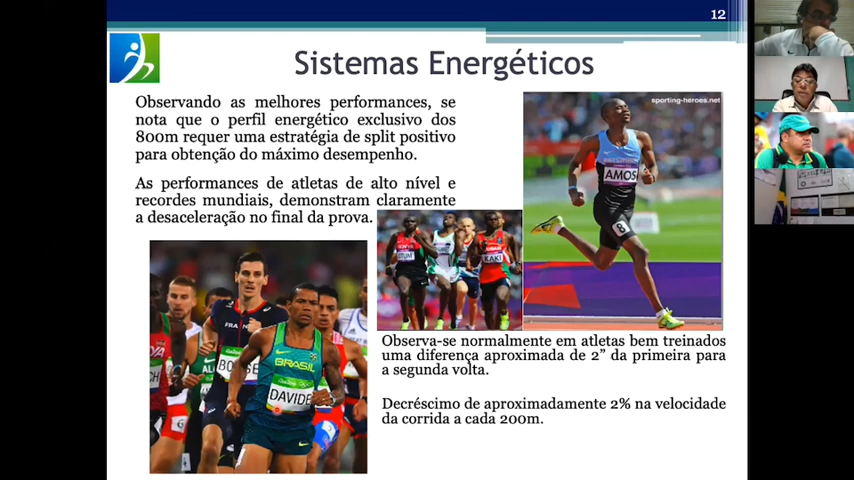 12
Sistemas Energéticos
Observando as melhores performances, se
nota que o perfil energético exclusivo dos
800m requer uma estratégia de split positivo
para obtenção do máximo desempenho.
As performances de atletas de alto nível e
recordes mundiais, demonstram claramente
a desaceleração no final da prova.
sporting-heroes.net
AMOS
8
KAKI
FRAN
BRASIL
DAVIDE
Observa-se normalmente em atletas bem treinados
uma diferença aproximada de 2” da primeira para
a segunda volta.
Decréscimo de aproximadamente 2% na velocidade
da corrida a cada 200m.